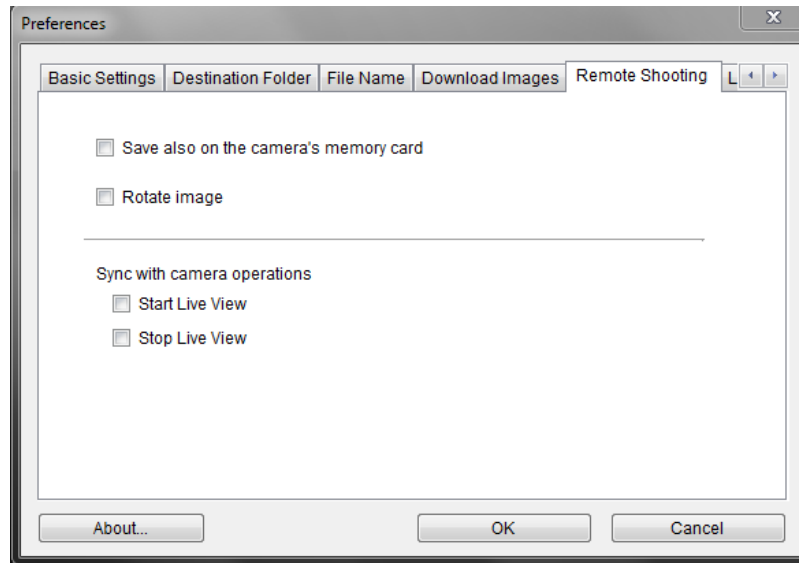 Preferences
Basic Settings Destination Folder File Name Download Images Remote Shooting L
Save also on the camera's memory card
Rotate image
Sync with camera operations
Start Live View
Stop Live View
About... OK Cancel